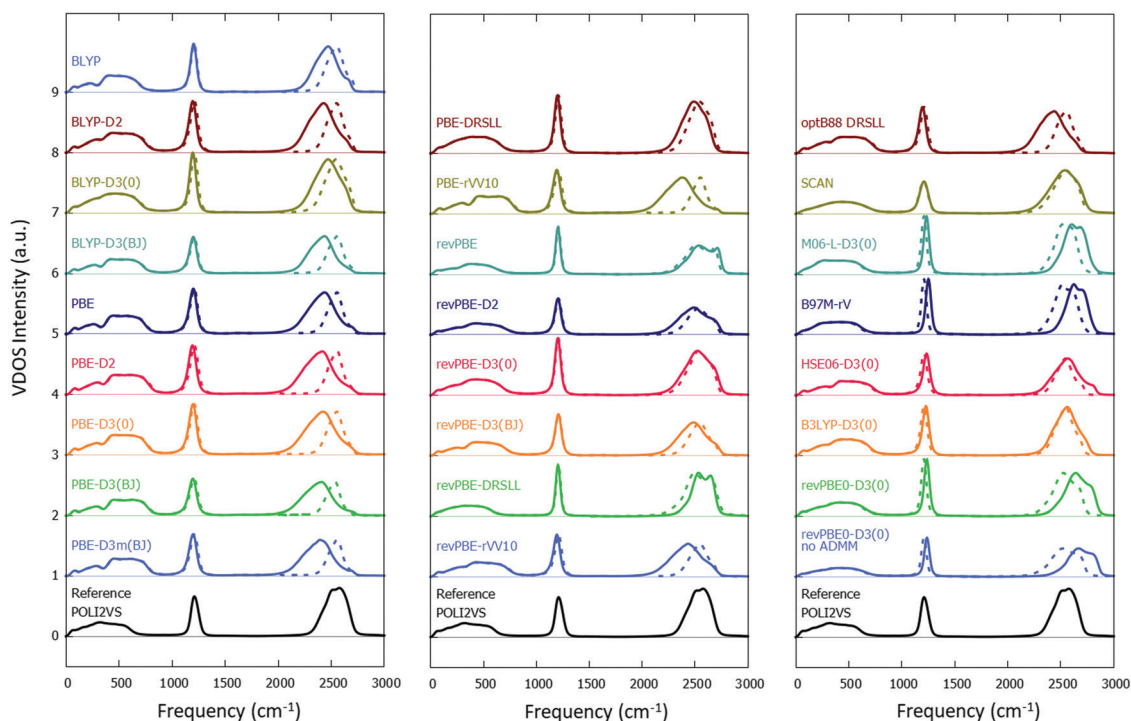 VDOS Intensity (a.u.)
BLYP
9
BLYP-D2
8
BLYP-D3(0)
7
BLYP-D3(BJ)
6
PBE
5
PBE-D2
4
PBE-D3(0)
3
PBE-D3(BJ)
2
PBE-D3m(BJ)
1
Reference
POLI2VS
0
0 500 1000 1500 2000 2500 3000
Frequency (cm-1)
PBE-DRSLL
PBE-rVV10
revPBE
revPBE-D2
revPBE-D3(0)
revPBE-D3(BJ)
revPBE-DRSLL
revPBE-rVV10
Reference
POLI2VS
0 500 1000 1500 2000 2500 3000
Frequency (cm-1)
optB88 DRSLL
SCAN
M06-L-D3(0)
B97M-rV
HSE06-D3(0)
B3LYP-D3(0)
revPBE0-D3(0)
revPBE0-D3(0)
no ADMM
Reference
POLI2VS
0 500 1000 1500 2000 2500 3000
Frequency (cm-1)